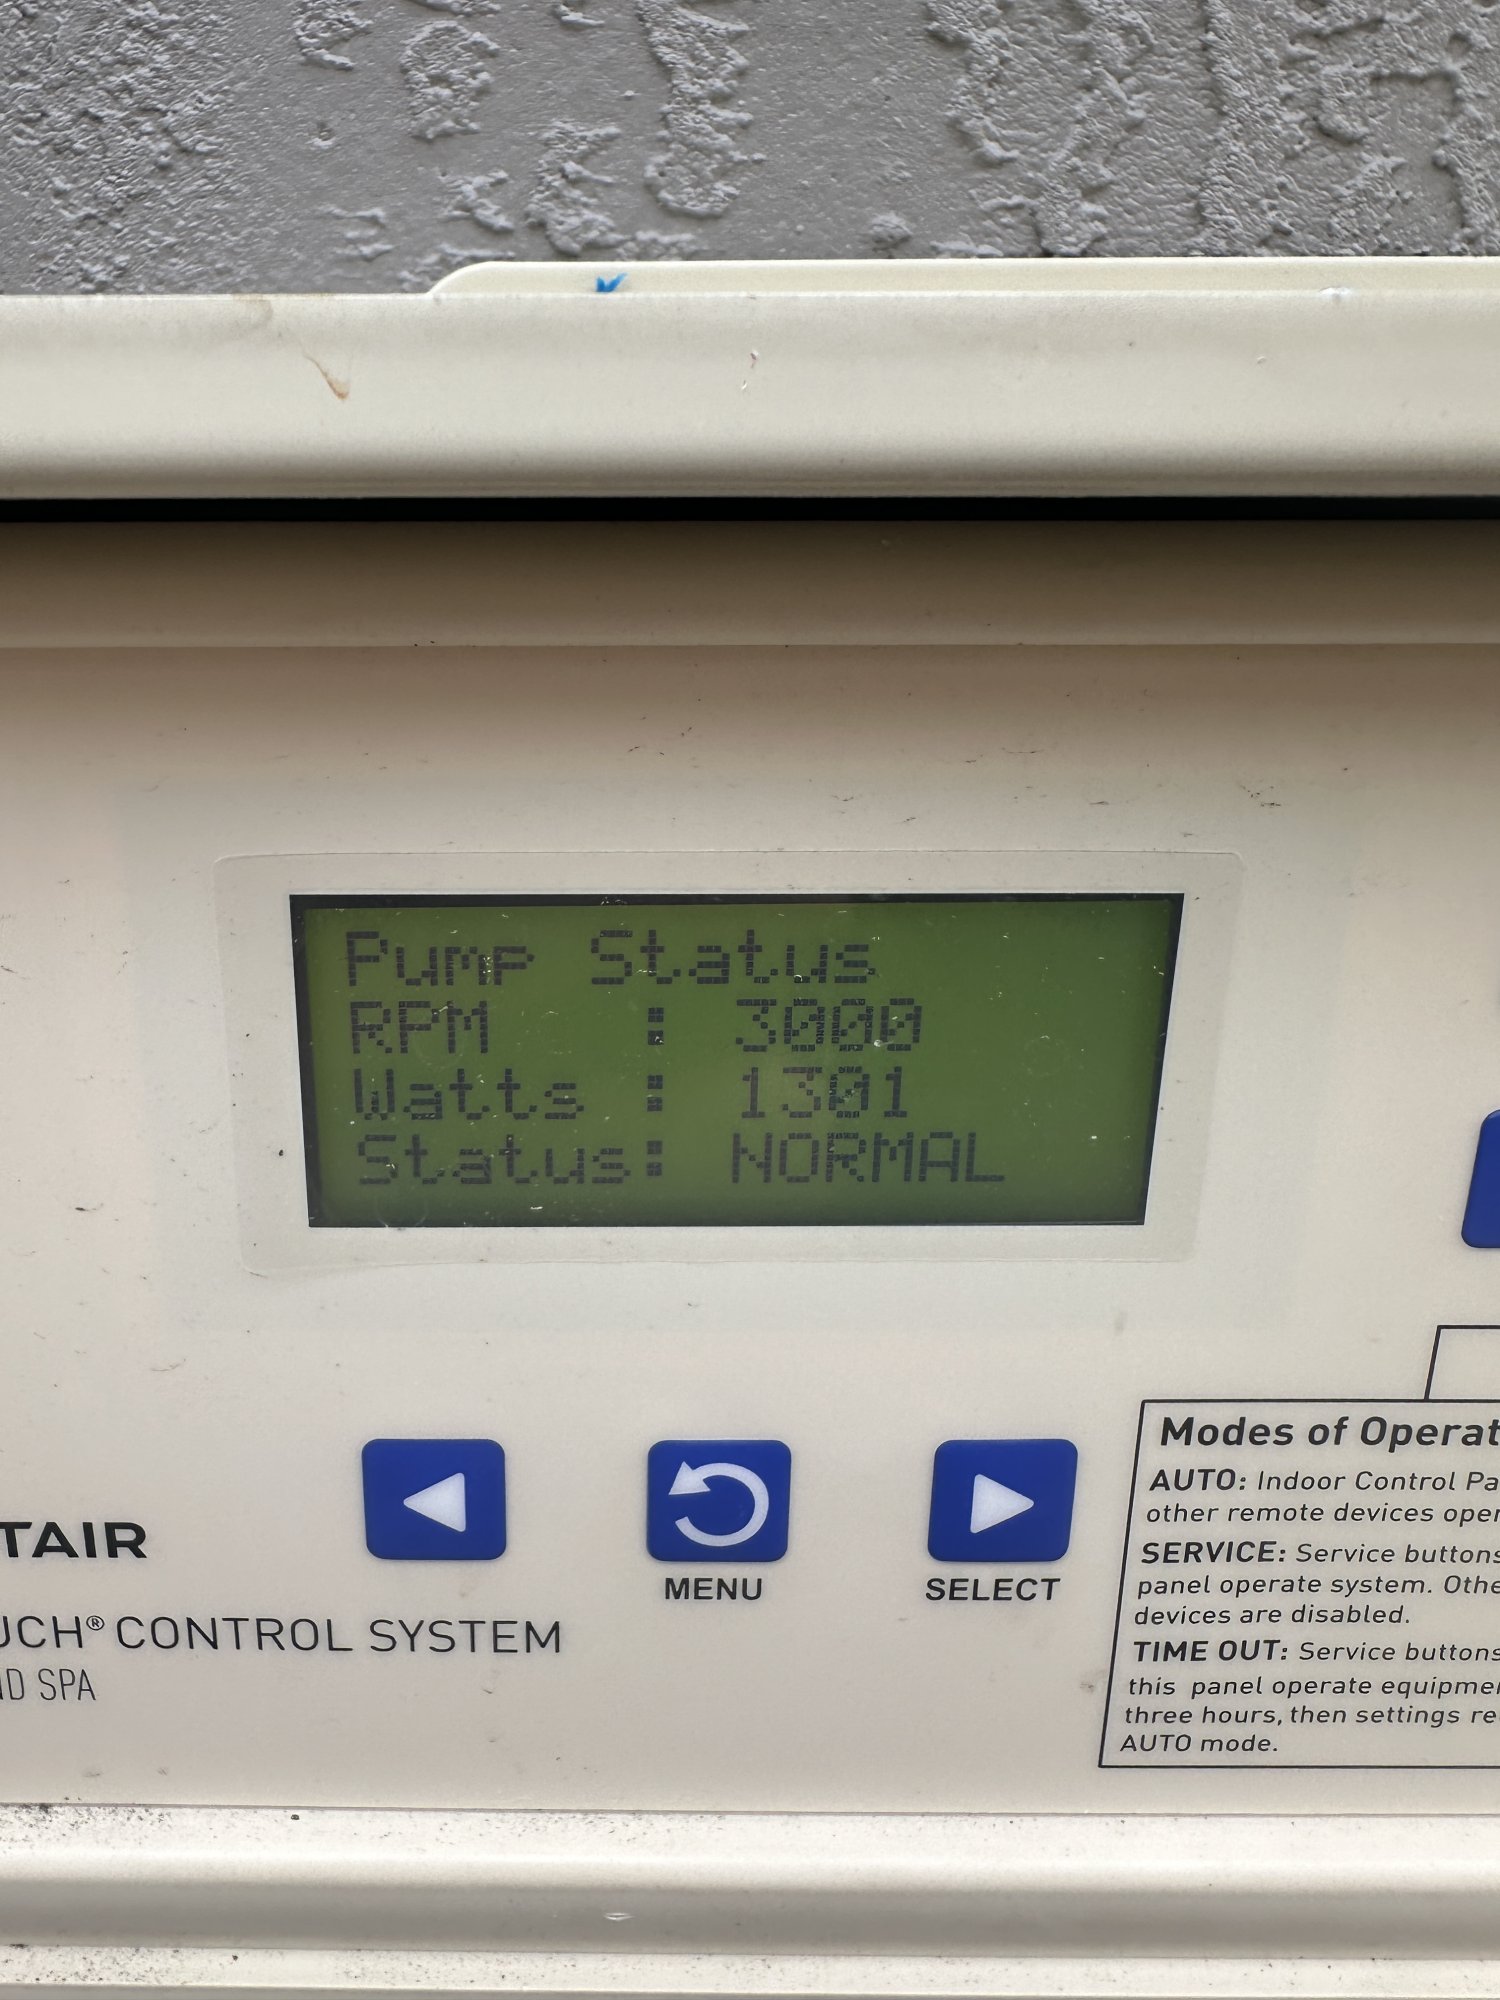 Pump Status
RPM : 3000
Watts : 1301
Status: NORMAL
MENU
SELECT
TAIR
UCH® CONTROL SYSTEM
ND SPA
Modes of Operat
AUTO: Indoor Control Pa
other remote devices oper
SERVICE: Service buttons
panel operate system. Othe
devices are disabled.
TIME OUT: Service buttons
this panel operate equipmen
three hours, then settings re
AUTO mode.